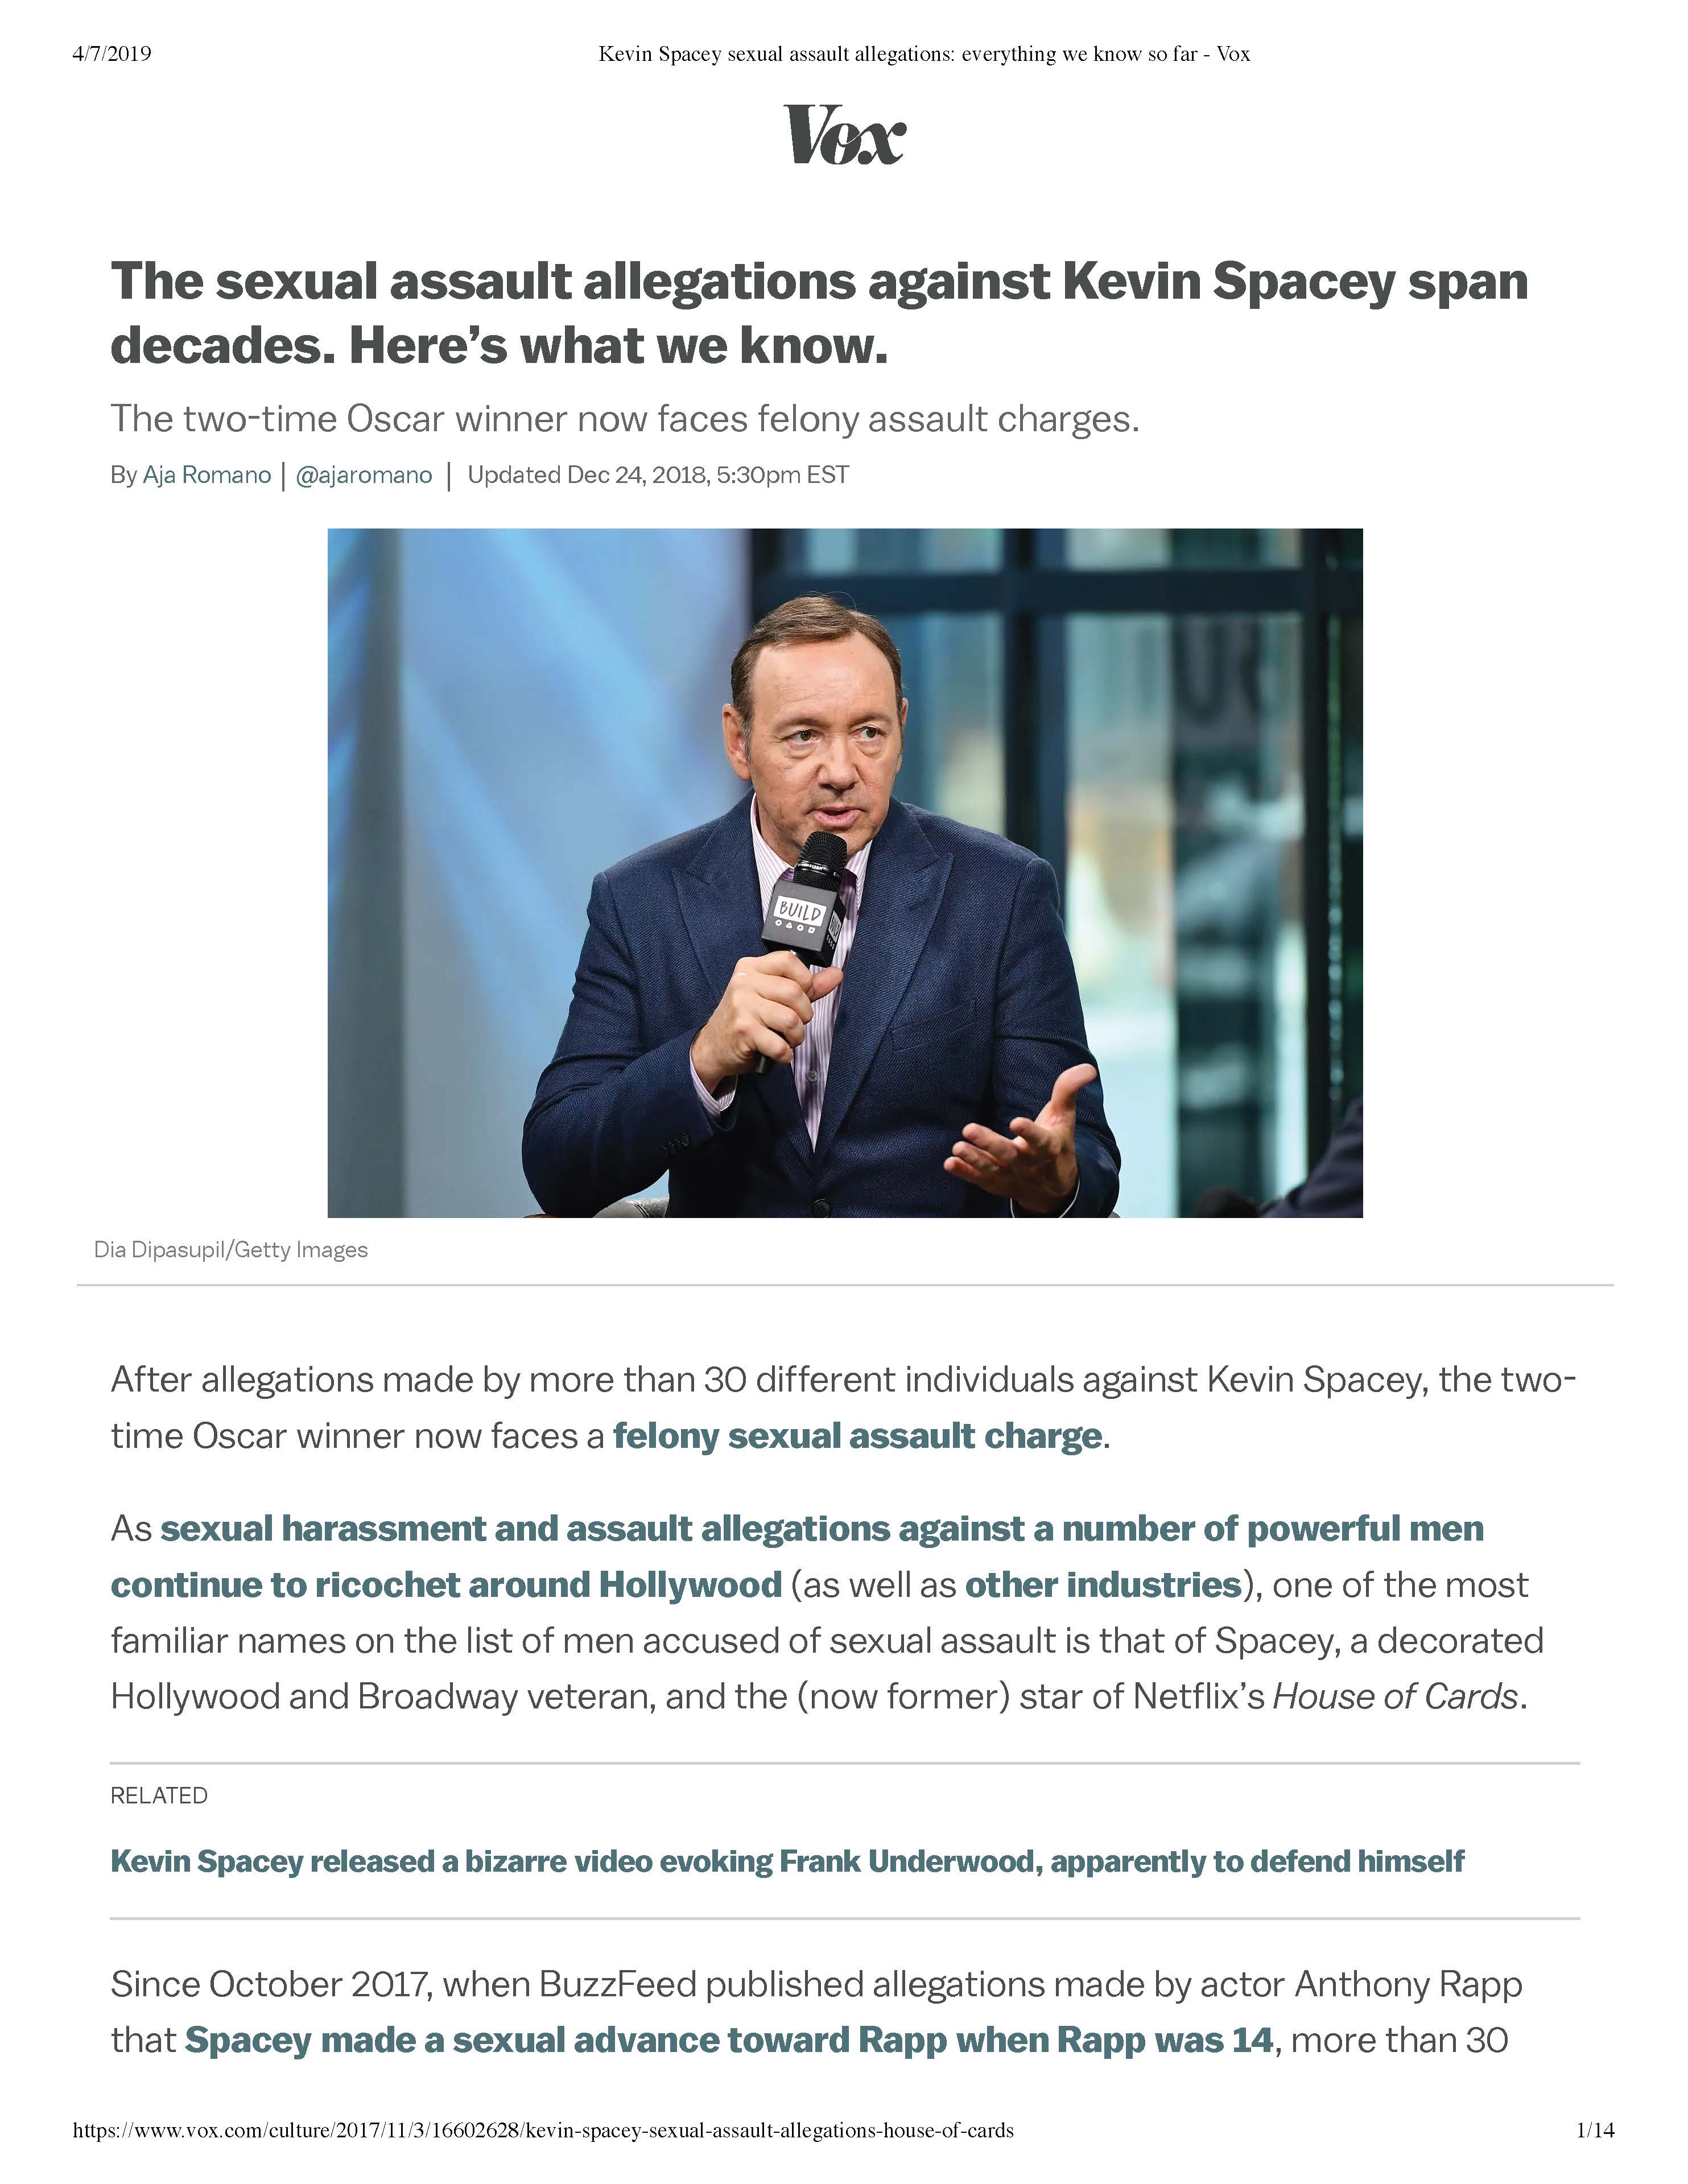 4/7/2019
Kevin Spacey sexual assault allegations: everything we know so far - Vox
Vox
The sexual assault allegations against Kevin Spacey span
decades. Here’s what we know.
The two-time Oscar winner now faces felony assault charges.
By Aja Romano | @ajaromano | Updated Dec 24, 2018, 5:30pm EST
BUILD
Dia Dipasupil/Getty Images
After allegations made by more than 30 different individuals against Kevin Spacey, the two-
time Oscar winner now faces a felony sexual assault charge.
As sexual harassment and assault allegations against a number of powerful men
continue to ricochet around Hollywood (as well as other industries), one of the most
familiar names on the list of men accused of sexual assault is that of Spacey, a decorated
Hollywood and Broadway veteran, and the (now former) star of Netflix’s House of Cards.
RELATED
Kevin Spacey released a bizarre video evoking Frank Underwood, apparently to defend himself
Since October 2017, when BuzzFeed published allegations made by actor Anthony Rapp
that Spacey made a sexual advance toward Rapp when Rapp was 14, more than 30
https://www.vox.com/culture/2017/11/3/16602628/kevin-spacey-sexual-assault-allegations-house-of-cards
1/14